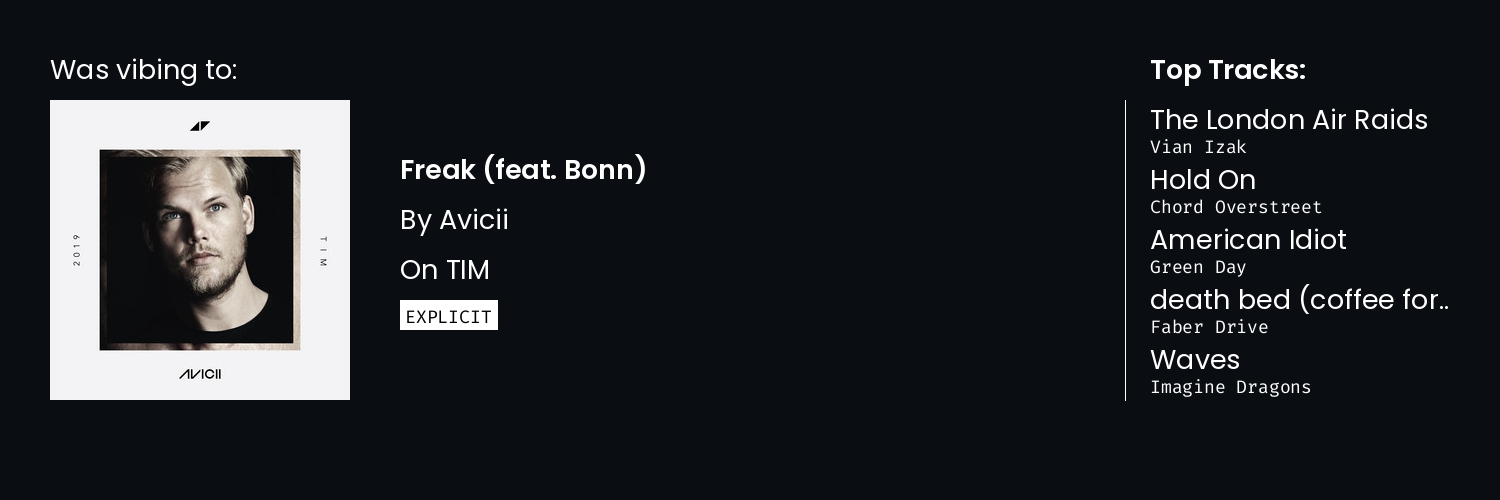 Was vibing to:
2019
TIM
AVICII
Freak (feat. Bonn)
By Avicii
On TIM
EXPLICIT
Top Tracks:
The London Air Raids
Vian Izak
Hold On
Chord Overstreet
American Idiot
Green Day
death bed (coffee for..
Faber Drive
Waves
Imagine Dragons